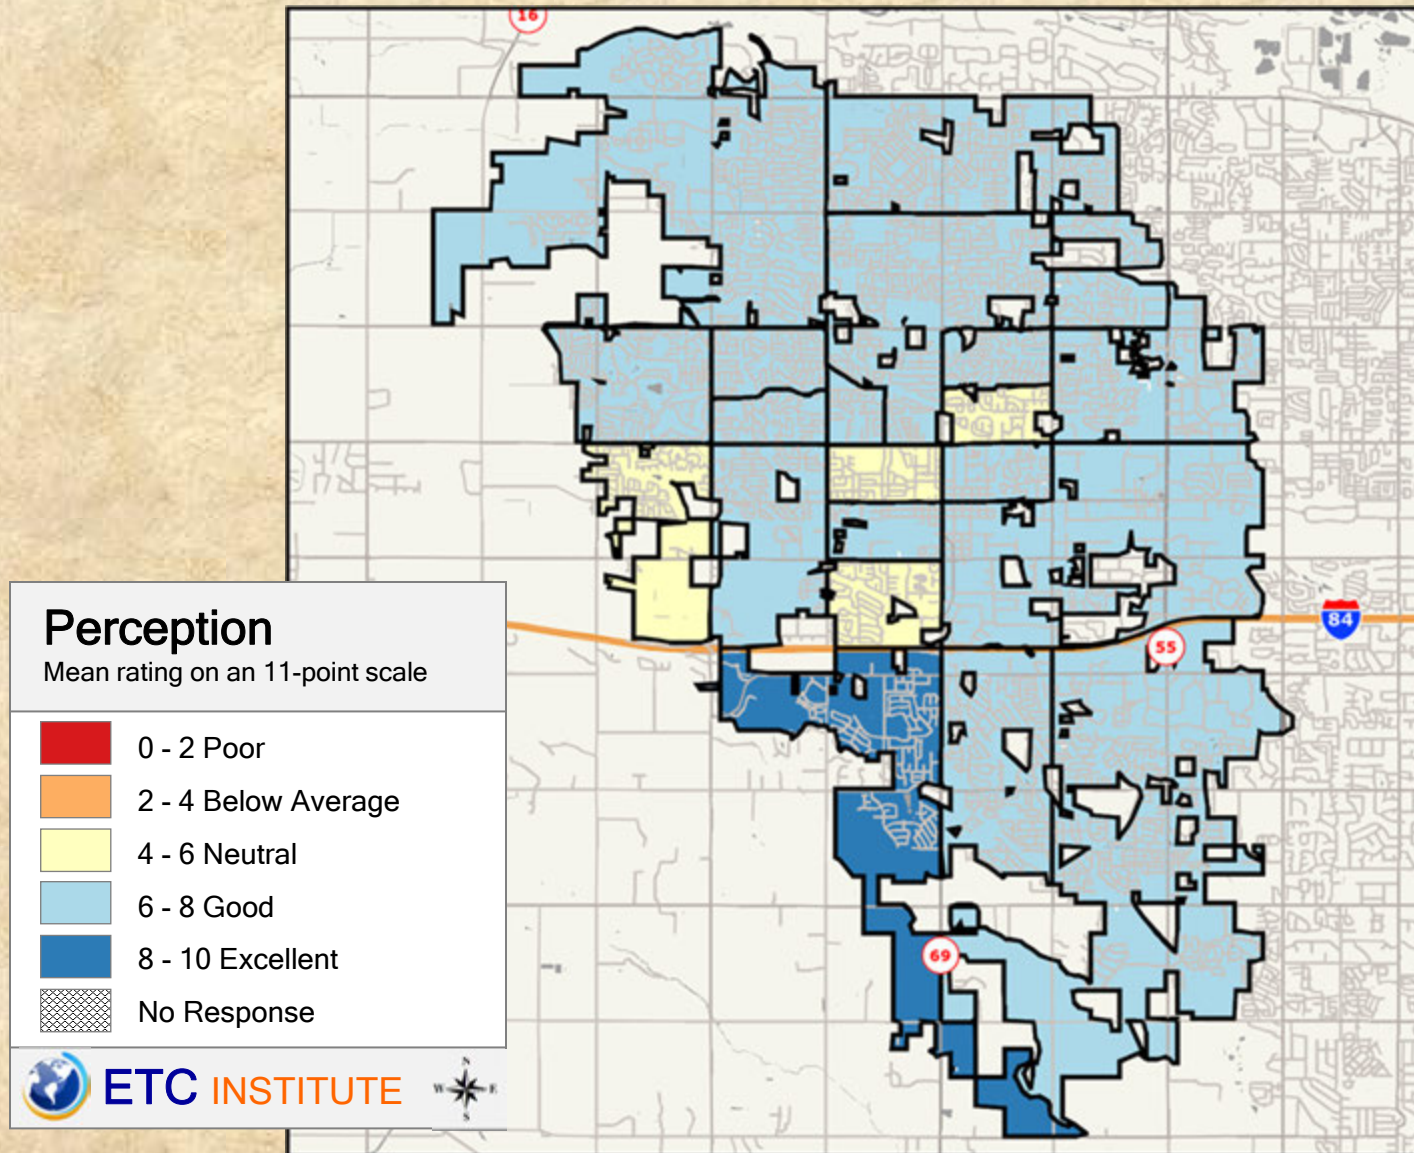 16
84
55
69
Perception
Mean rating on an 11-point scale
0 - 2 Poor
2 - 4 Below Average
4 - 6 Neutral
6 - 8 Good
8 - 10 Excellent
No Response
ETC INSTITUTE
N
W E
S